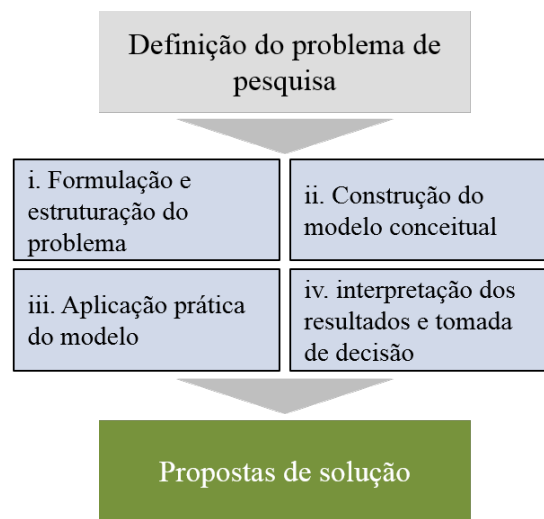 Definição do problema de
pesquisa
i. Formulação e
estruturação do
problema
ii. Construção do
modelo conceitual
iii. Aplicação prática
do modelo
iv. interpretação dos
resultados e tomada
de decisão
Propostas de solução